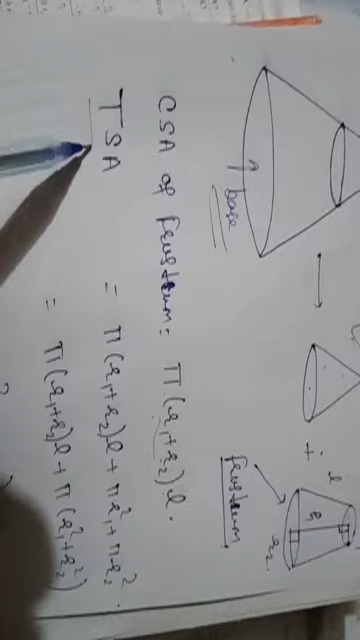 base
l
h
r₂
frustum
CSA of frustum = π(r₁+r₂)l.
TSA = π(r₁+r₂)l + πr₁² + πr₂².
= π(r₁+r₂)l + π(r₁²+r₂²)